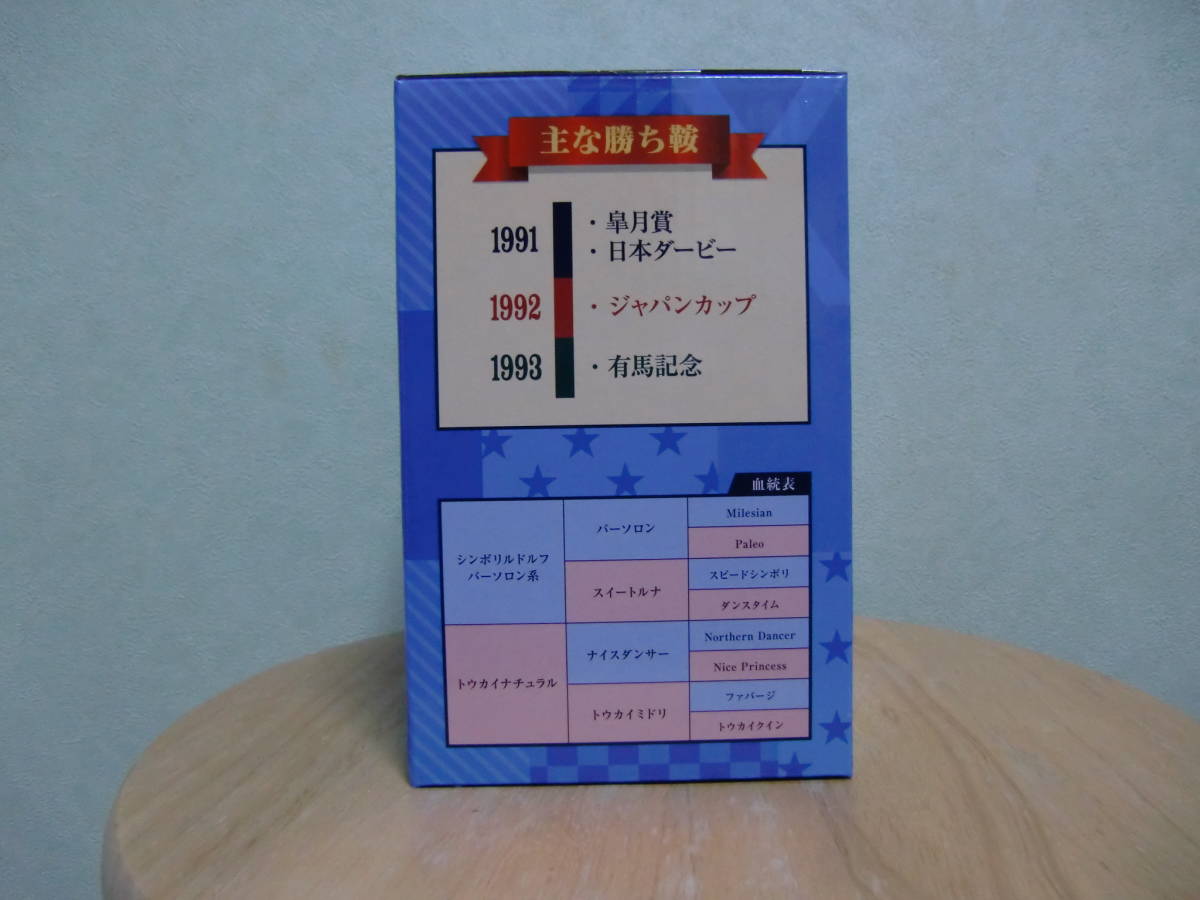 主な勝ち鞍
1991
・皐月賞
・日本ダービー
1992
・ジャパンカップ
1993
・有馬記念
血統表
シンボリルドルフ
パーソロン系
パーソロン
Milesian
Paleo
スイートルナ
スピードシンボリ
ダンスタイム
トウカイナチュラル
ナイスダンサー
Northern Dancer
Nice Princess
トウカイミドリ
ファバージ
トウカイクイン